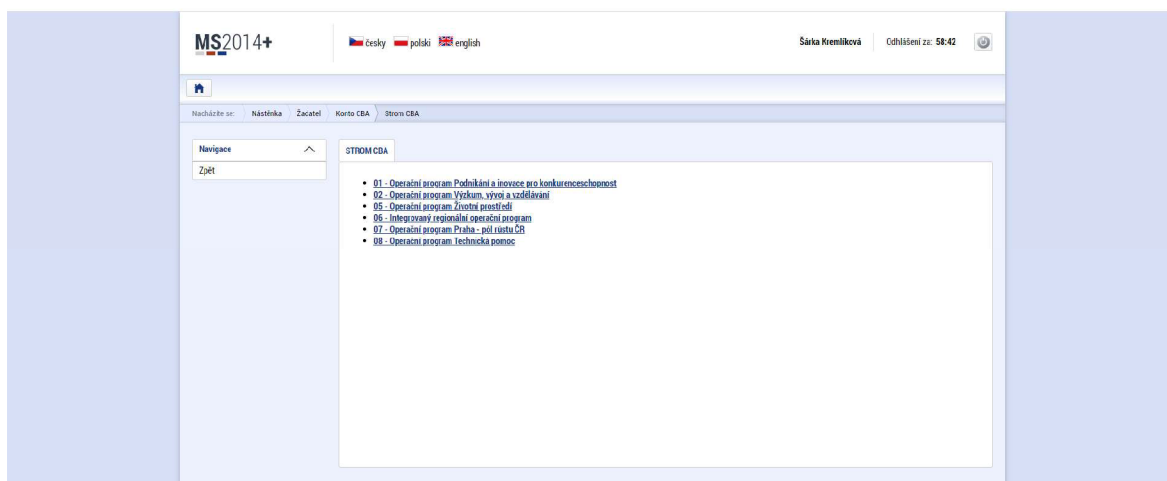 MS2014+ česky polski english Šárka Kremlíková Odhlášení za: 58:42
Nacházíte se: Nástěnka Žadatel Konto CBA Strom CBA
Navigace
Zpět
STROM CBA
01 - Operační program Podnikání a inovace pro konkurenceschopnost
02 - Operační program Výzkum, vývoj a vzdělávání
05 - Operační program Životní prostředí
06 - Integrovaný regionální operační program
07 - Operační program Praha - pól růstu ČR
08 - Operační program Technická pomoc